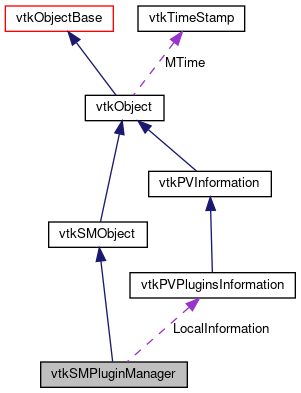 vtkObjectBase
vtkTimeStamp
MTime
vtkObject
vtkPVInformation
vtkSMObject
vtkPVPluginsInformation
LocalInformation
vtkSMPluginManager